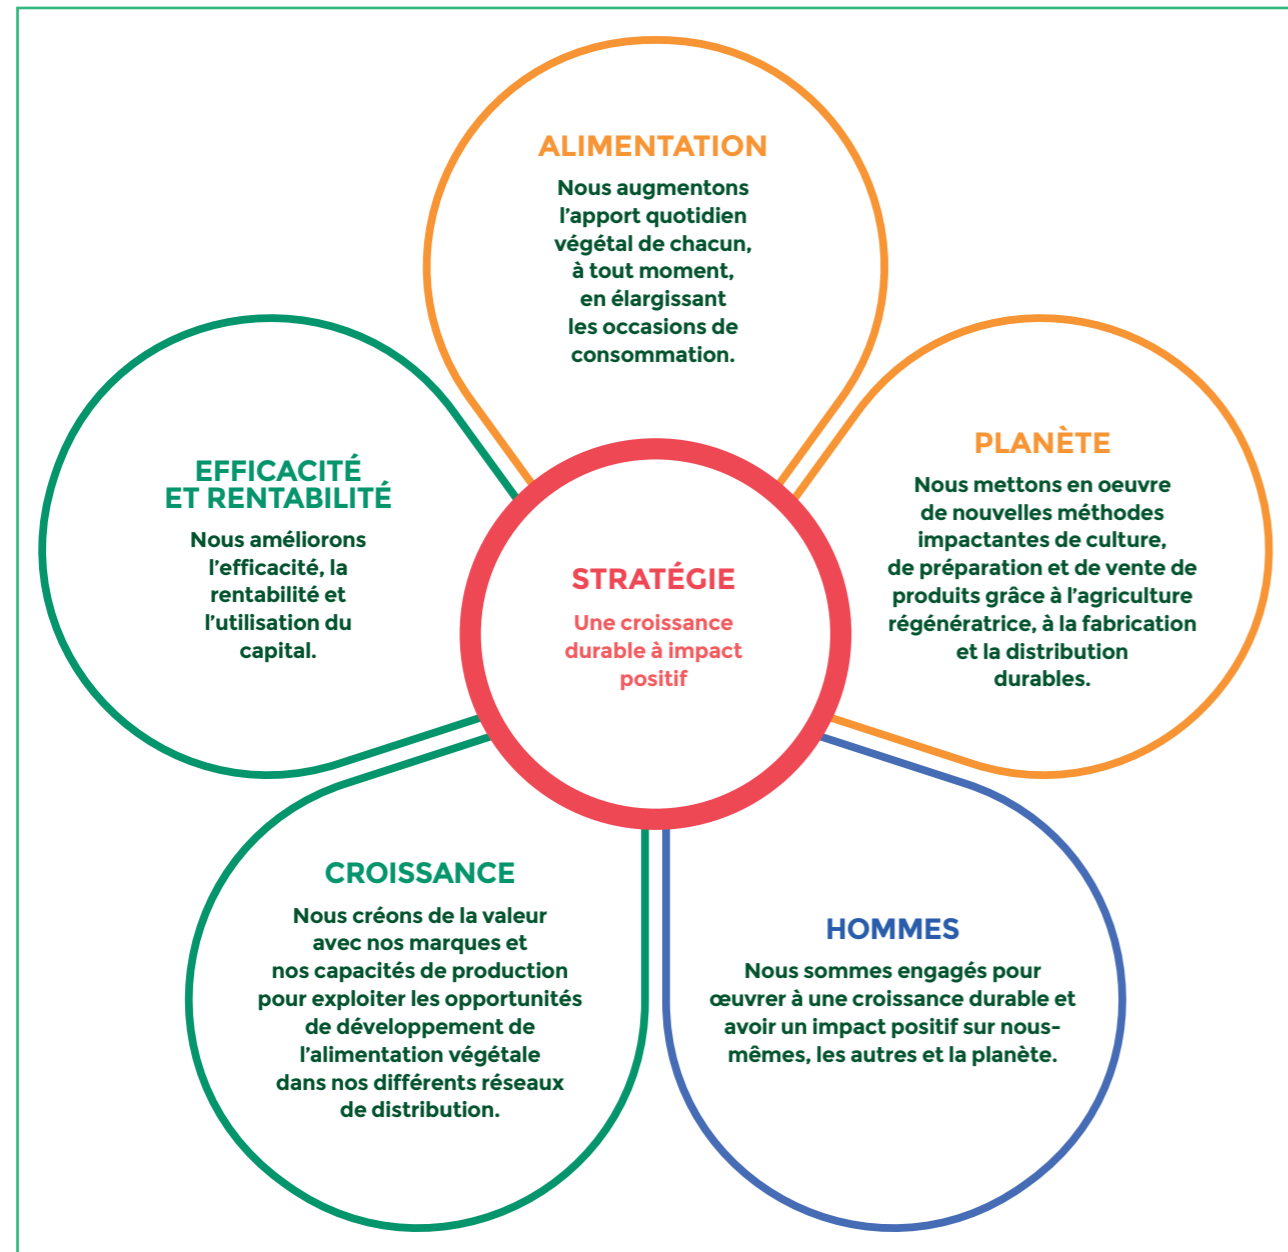 ALIMENTATION
Nous augmentons
l’apport quotidien
végétal de chacun,
à tout moment,
en élargissant
les occasions de
consommation.
PLANÈTE
Nous mettons en oeuvre
de nouvelles méthodes
impactantes de culture,
de préparation et de vente de
produits grâce à l’agriculture
régénératrice, à la fabrication
et la distribution
durables.
EFFICACITÉ
ET RENTABILITÉ
Nous améliorons
l’efficacité, la
rentabilité et
l’utilisation du
capital.
STRATÉGIE
Une croissance
durable à impact
positif
CROISSANCE
Nous créons de la valeur
avec nos marques et
nos capacités de production
pour exploiter les opportunités
de développement de
l’alimentation végétale
dans nos différents réseaux
de distribution.
HOMMES
Nous sommes engagés pour
œuvrer à une croissance durable et
avoir un impact positif sur nous-
mêmes, les autres et la planète.